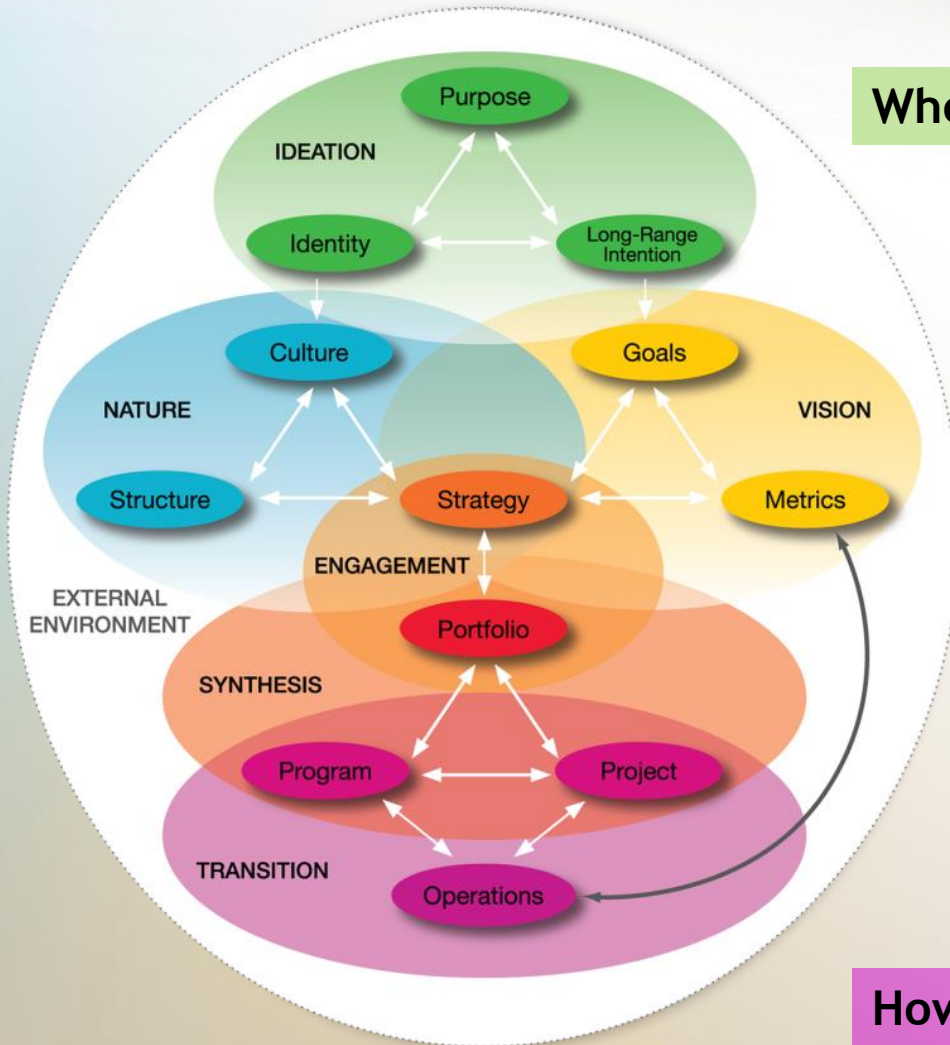 Purpose
IDEATION
Identity
Long-Range
Intention
Culture
Goals
NATURE
VISION
Structure
Strategy
Metrics
ENGAGEMENT
EXTERNAL
ENVIRONMENT
Portfolio
SYNTHESIS
Program
Project
TRANSITION
Operations